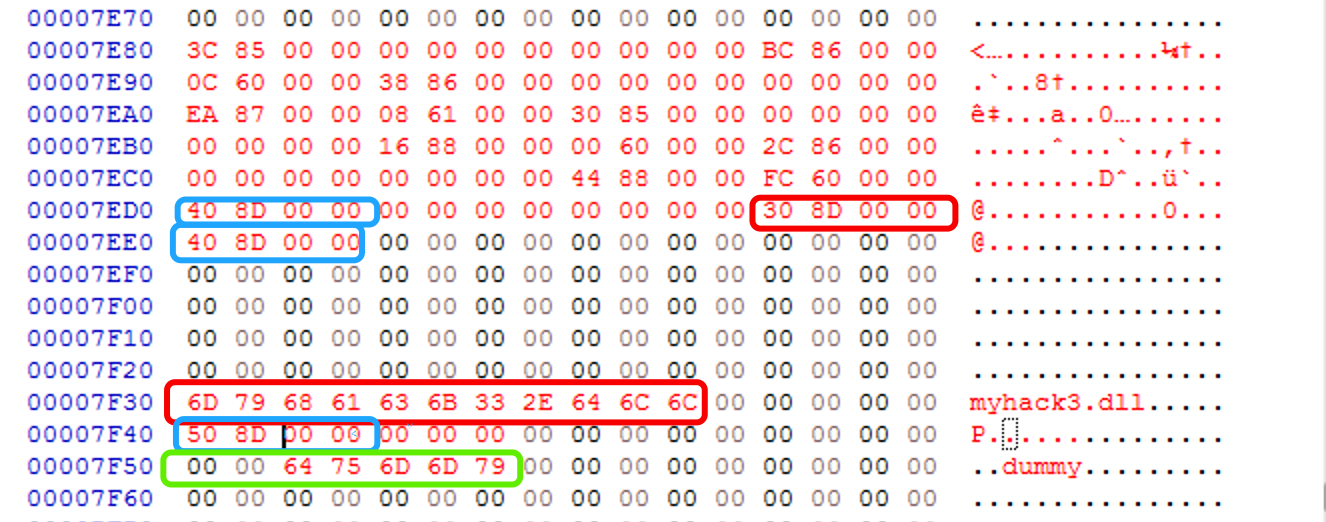 00007E70 00 00 00 00 00 00 00 00 00 00 00 00 00 00 00 00 ................
00007E80 3C 85 00 00 00 00 00 00 00 00 00 00 BC 86 00 00 <…..........¼†..
00007E90 0C 60 00 00 38 86 00 00 00 00 00 00 00 00 00 00 .`..8†..........
00007EA0 EA 87 00 00 08 61 00 00 30 85 00 00 00 00 00 00 ê‡...a..0…......
00007EB0 00 00 00 00 16 88 00 00 00 60 00 00 2C 86 00 00 .....ˆ...`..,†..
00007EC0 00 00 00 00 00 00 00 00 44 88 00 00 FC 60 00 00 ........Dˆ..ü`..
00007ED0 40 8D 00 00 00 00 00 00 00 00 00 00 30 8D 00 00 @...........0...
00007EE0 40 8D 00 00 00 00 00 00 00 00 00 00 00 00 00 00 @...............
00007EF0 00 00 00 00 00 00 00 00 00 00 00 00 00 00 00 00 ................
00007F00 00 00 00 00 00 00 00 00 00 00 00 00 00 00 00 00 ................
00007F10 00 00 00 00 00 00 00 00 00 00 00 00 00 00 00 00 ................
00007F20 00 00 00 00 00 00 00 00 00 00 00 00 00 00 00 00 ................
00007F30 6D 79 68 61 63 6B 33 2E 64 6C 6C 00 00 00 00 00 myhack3.dll.....
00007F40 50 8D 00 00 00 00 00 00 00 00 00 00 00 00 00 00 P...............
00007F50 00 00 64 75 6D 6D 79 00 00 00 00 00 00 00 00 00 ..dummy.........
00007F60 00 00 00 00 00 00 00 00 00 00 00 00 00 00 00 00 ................